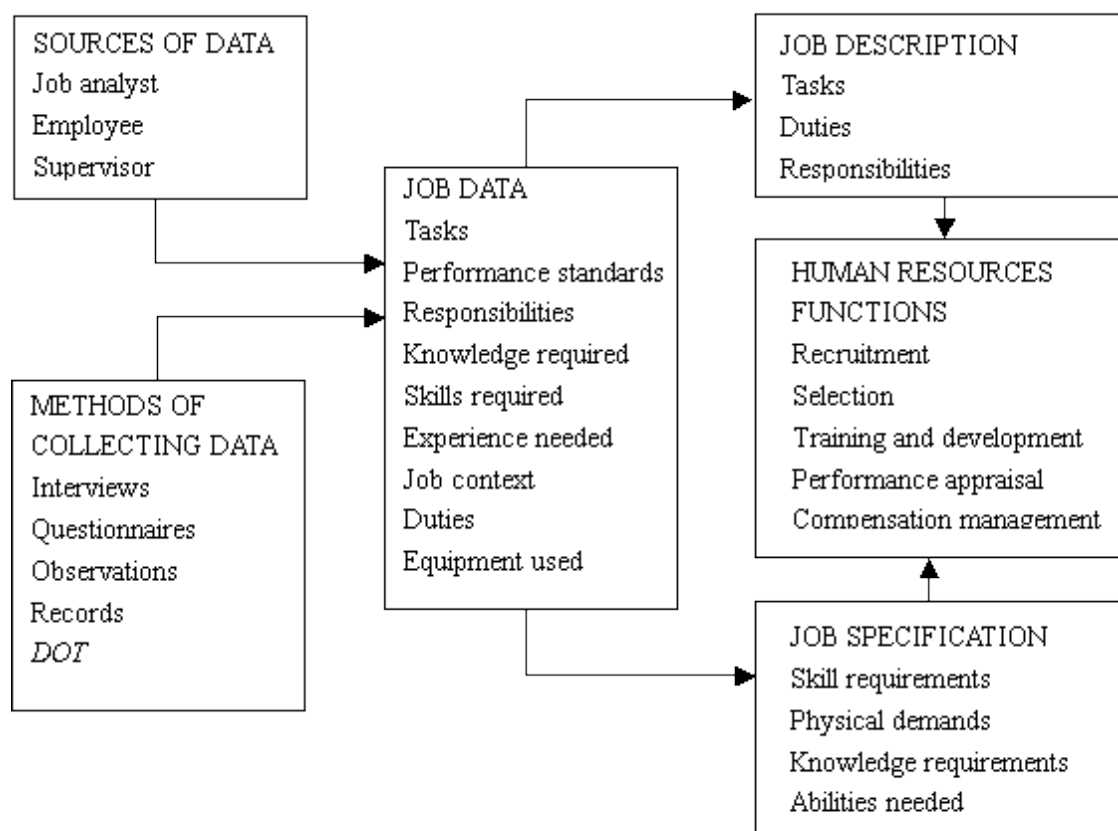 SOURCES OF DATA
Job analyst
Employee
Supervisor
METHODS OF
COLLECTING DATA
Interviews
Questionnaires
Observations
Records
DOT
JOB DATA
Tasks
Performance standards
Responsibilities
Knowledge required
Skills required
Experience needed
Job context
Duties
Equipment used
JOB DESCRIPTION
Tasks
Duties
Responsibilities
HUMAN RESOURCES
FUNCTIONS
Recruitment
Selection
Training and development
Performance appraisal
Compensation management
JOB SPECIFICATION
Skill requirements
Physical demands
Knowledge requirements
Abilities needed